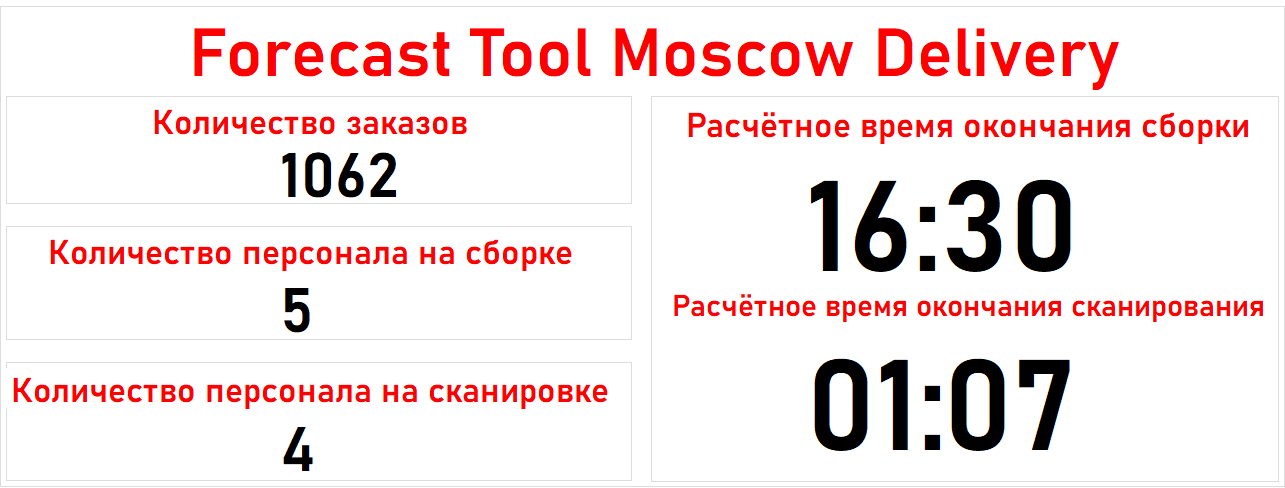 Forecast Tool Moscow Delivery
Количество заказов
1062
Количество персонала на сборке
5
Количество персонала на сканировке
4
Расчётное время окончания сборки
16:30
Расчётное время окончания сканирования
01:07